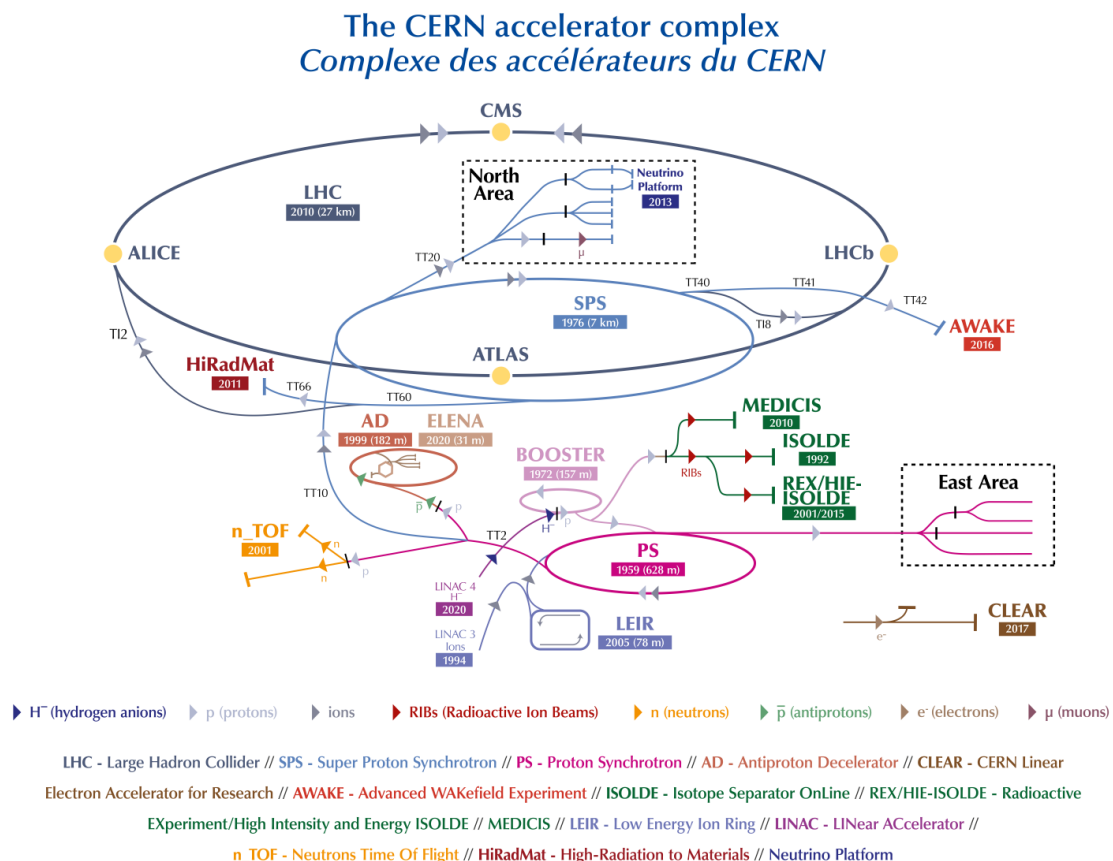 The CERN accelerator complex
Complexe des accélérateurs du CERN
CMS
North
Area
Neutrino
Platform
2013
LHC
2010 (27 km)
ALICE
LHCb
TT20
μ
TT40
TT41
TT42
SPS
1976 (7 km)
TI8
AWAKE
2016
TI2
ATLAS
HiRadMat
2011
TT66
TT60
MEDICIS
2010
AD
1999 (182 m)
ELENA
2020 (31 m)
BOOSTER
1972 (157 m)
ISOLDE
1992
RIBs
REX/HIE-
ISOLDE
2001/2015
East Area
TT10
p̅
p
H⁻
p
n_TOF
2001
n
n
p
TT2
PS
1959 (628 m)
LINAC 4
H⁻
2020
LINAC 3
Ions
1994
LEIR
2005 (78 m)
CLEAR
2017
e⁻
H⁻ (hydrogen anions) p (protons) ions RIBs (Radioactive Ion Beams) n (neutrons) p̅ (antiprotons) e⁻ (electrons) μ (muons)
LHC - Large Hadron Collider // SPS - Super Proton Synchrotron // PS - Proton Synchrotron // AD - Antiproton Decelerator // CLEAR - CERN Linear
Electron Accelerator for Research // AWAKE - Advanced WAKefield Experiment // ISOLDE - Isotope Separator OnLine // REX/HIE-ISOLDE - Radioactive
EXperiment/High Intensity and Energy ISOLDE // MEDICIS // LEIR - Low Energy Ion Ring // LINAC - LINear ACcelerator //
n_TOF - Neutrons Time Of Flight // HiRadMat - High-Radiation to Materials // Neutrino Platform